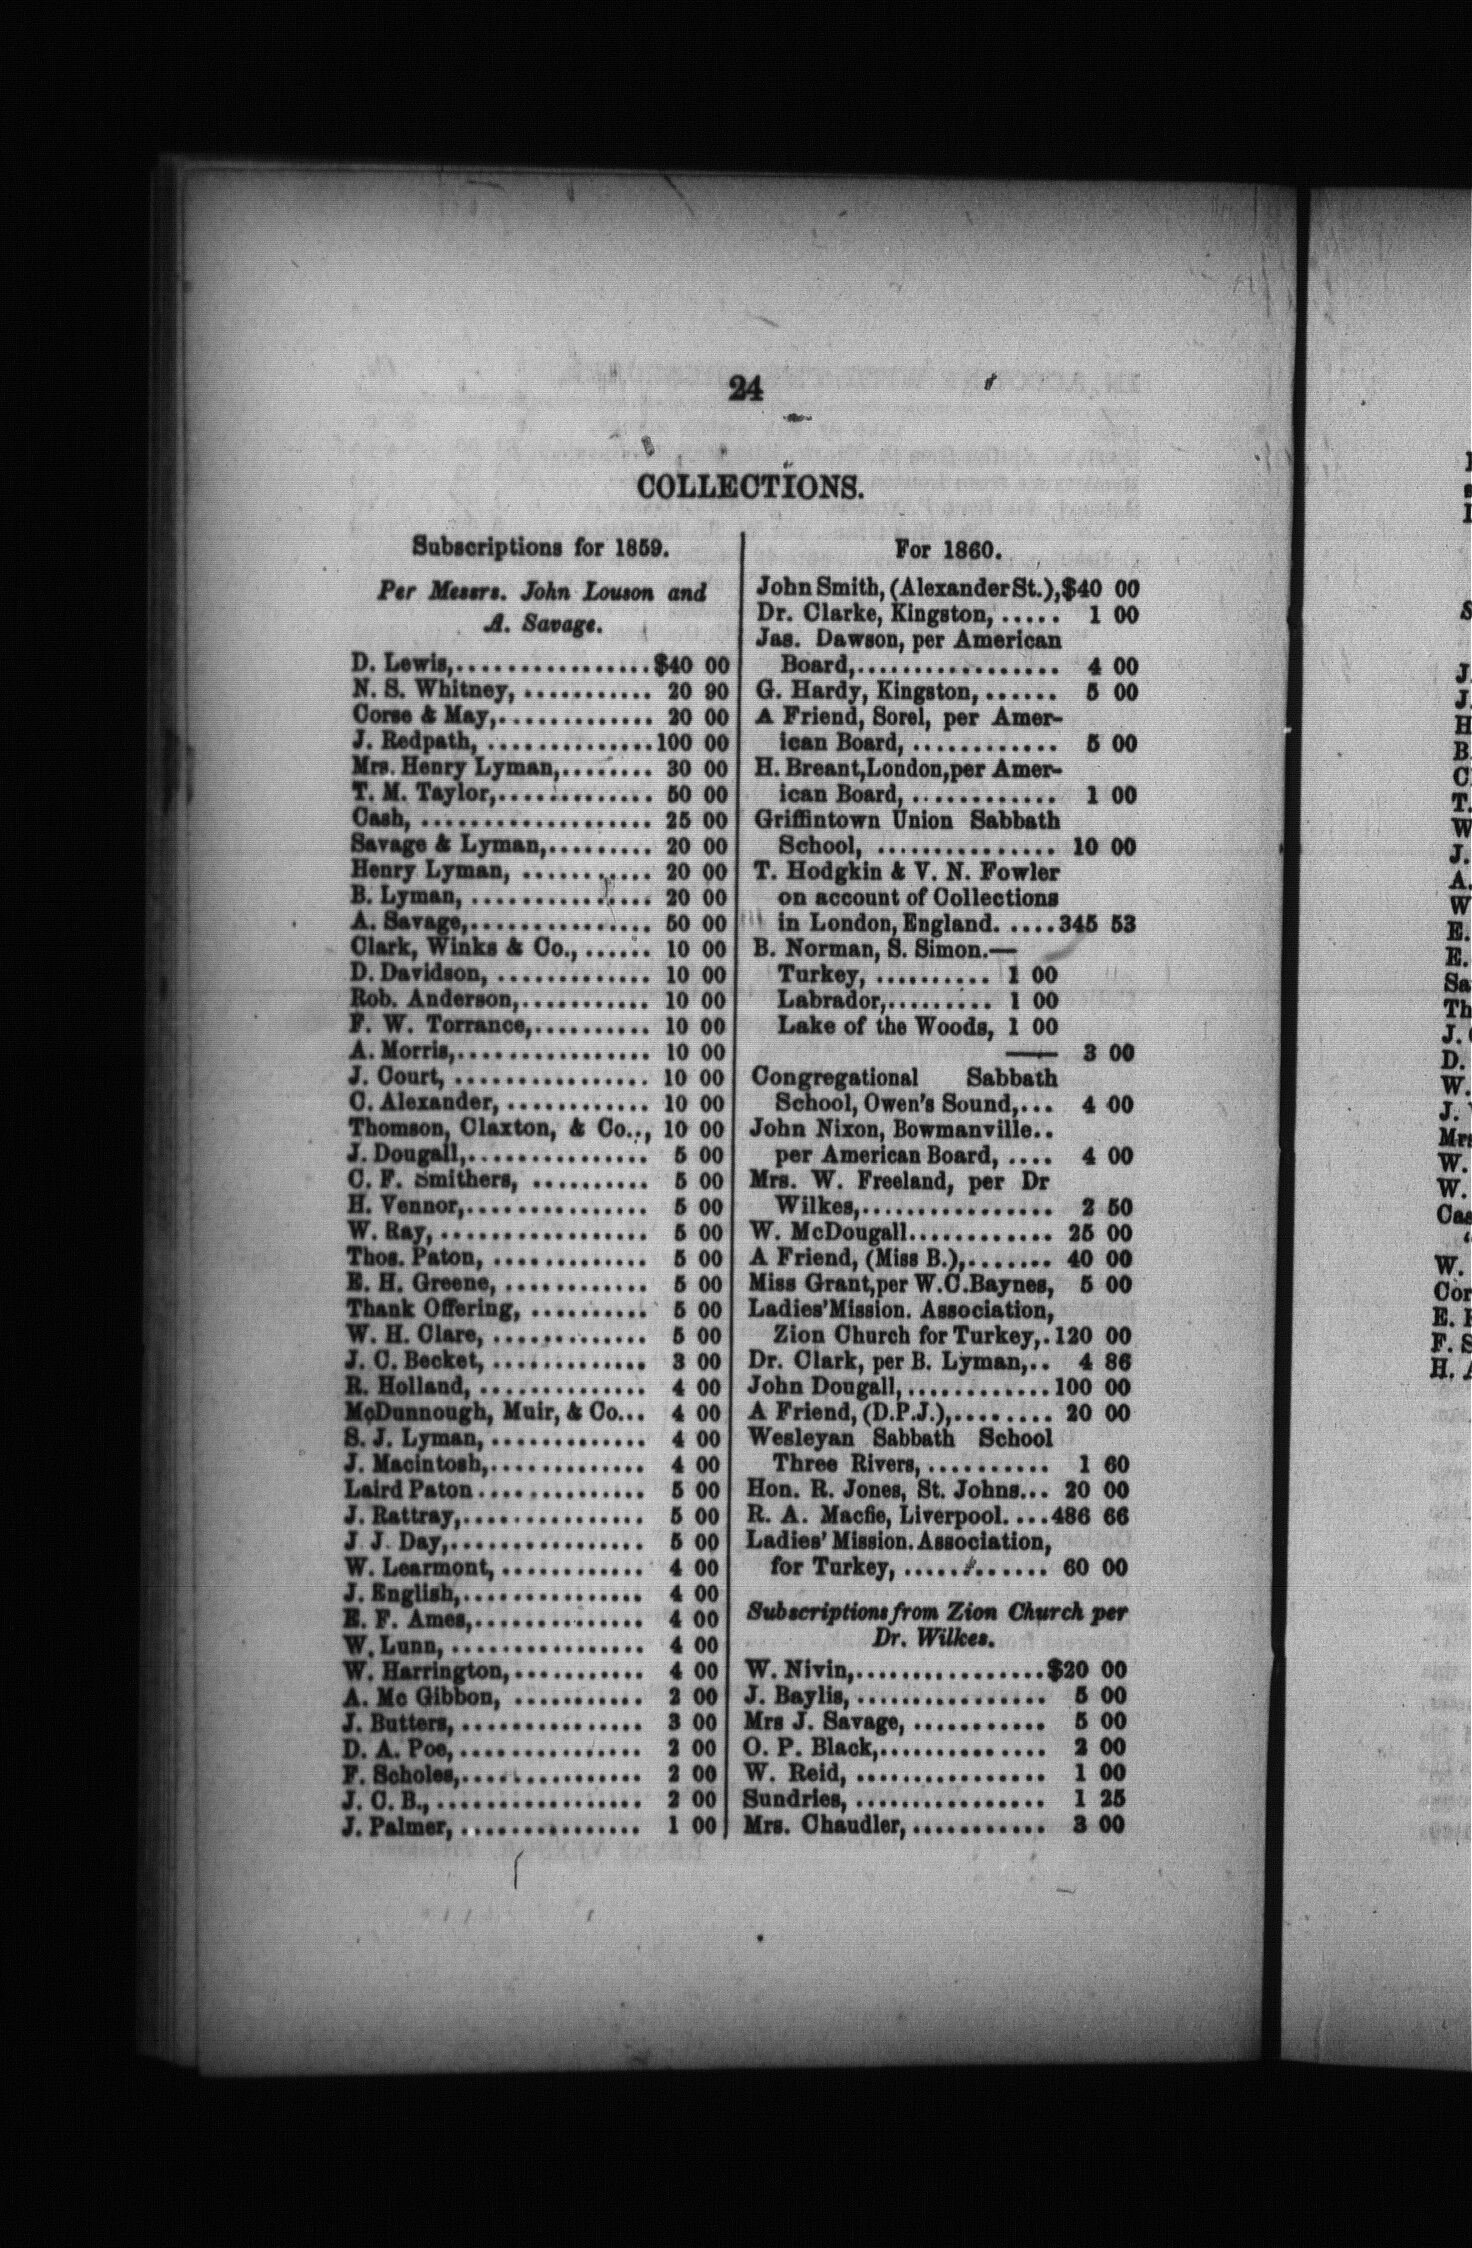 24
COLLECTIONS.
Subscriptions for 1859.
Per Messrs. John Louson and
A. Savage.
D. Lewis,................$40 00
N. S. Whitney, ........... 20 90
Corse & May,............. 20 00
J. Redpath, .............100 00
Mrs. Henry Lyman,........ 30 00
T. M. Taylor,............. 50 00
Cash, ................... 25 00
Savage & Lyman,......... 20 00
Henry Lyman, ........... 20 00
B. Lyman, ............... 20 00
A. Savage,............... 50 00
Clark, Winks & Co., ...... 10 00
D. Davidson, ............. 10 00
Rob. Anderson,........... 10 00
F. W. Torrance,.......... 10 00
A. Morris,................ 10 00
J. Court, ................ 10 00
C. Alexander, ............ 10 00
Thomson, Claxton, & Co.., 10 00
J. Dougall,............... 5 00
C. F. Smithers, .......... 5 00
H. Vennor,............... 5 00
W. Ray, ................. 5 00
Thos. Paton, ............. 5 00
E. H. Greene, ............ 5 00
Thank Offering, .......... 5 00
W. H. Clare, ............. 5 00
J. C. Becket, ............. 3 00
R. Holland, .............. 4 00
McDunnough, Muir, & Co... 4 00
S. J. Lyman, ............. 4 00
J. Macintosh,............. 4 00
Laird Paton .............. 5 00
J. Rattray,............... 5 00
J J. Day,................ 5 00
W. Learmont, ............ 4 00
J. English,............... 4 00
E. F. Ames,.............. 4 00
W. Lunn, ................ 4 00
W. Harrington,........... 4 00
A. Mc Gibbon, ........... 2 00
J. Butters, ............... 3 00
D. A. Poe, ............... 2 00
F. Scholes,............... 2 00
J. C. B., ................. 2 00
J. Palmer, ............... 1 00
For 1860.
John Smith, (Alexander St.),$40 00
Dr. Clarke, Kingston, ..... 1 00
Jas. Dawson, per American
Board,................. 4 00
G. Hardy, Kingston, ...... 5 00
A Friend, Sorel, per Amer-
ican Board, ............ 5 00
H. Breant,London,per Amer-
ican Board, ............ 1 00
Griffintown Union Sabbath
School, ............... 10 00
T. Hodgkin & V. N. Fowler
on account of Collections
in London, England. ....345 53
B. Norman, S. Simon.—
Turkey, .......... 1 00
Labrador,......... 1 00
Lake of the Woods, 1 00
—— 3 00
Congregational Sabbath
School, Owen's Sound,... 4 00
John Nixon, Bowmanville..
per American Board, .... 4 00
Mrs. W. Freeland, per Dr
Wilkes,................ 2 50
W. McDougall............ 25 00
A Friend, (Miss B.),....... 40 00
Miss Grant,per W.C.Baynes, 5 00
Ladies'Mission. Association,
Zion Church for Turkey,.120 00
Dr. Clark, per B. Lyman,.. 4 86
John Dougall,............100 00
A Friend, (D.P.J.),........ 20 00
Wesleyan Sabbath School
Three Rivers, .......... 1 60
Hon. R. Jones, St. Johns... 20 00
R. A. Macfie, Liverpool. ...486 66
Ladies' Mission. Association,
for Turkey, ............ 60 00
Subscriptions from Zion Church per
Dr. Wilkes.
W. Nivin,................$20 00
J. Baylis, ................ 5 00
Mrs J. Savage, ........... 5 00
O. P. Black,.............. 2 00
W. Reid, ................ 1 00
Sundries, ................ 1 25
Mrs. Chaudler, ........... 3 00